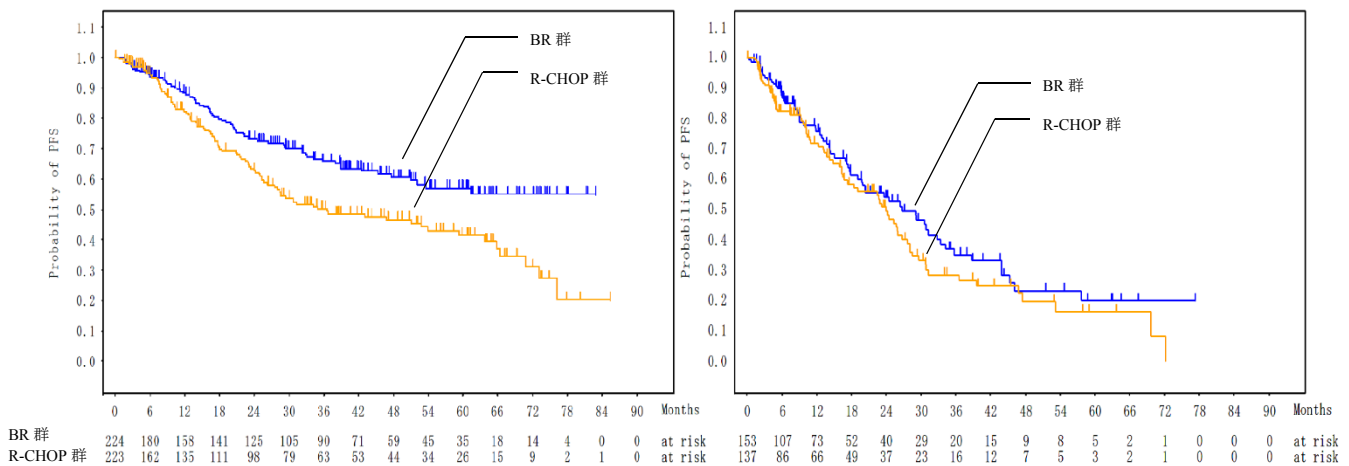 1.1
1.0
0.9
0.8
0.7
0.6
0.5
0.4
0.3
0.2
0.1
0.0
Probability of PFS
BR 群
R-CHOP 群
0 6 12 18 24 30 36 42 48 54 60 66 72 78 84 90 Months
1.1
1.0
0.9
0.8
0.7
0.6
0.5
0.4
0.3
0.2
0.1
0.0
Probability of PFS
BR 群
R-CHOP 群
0 6 12 18 24 30 36 42 48 54 60 66 72 78 84 90 Months
BR 群 224 180 158 141 125 105 90 71 59 45 35 18 14 4 0 0 at risk 153 107 73 52 40 29 20 15 9 8 5 2 1 0 0 0 at risk
R-CHOP 群 223 162 135 111 98 79 63 53 44 34 26 15 9 2 1 0 at risk 137 86 66 49 37 23 16 12 7 5 3 2 1 0 0 0 at risk